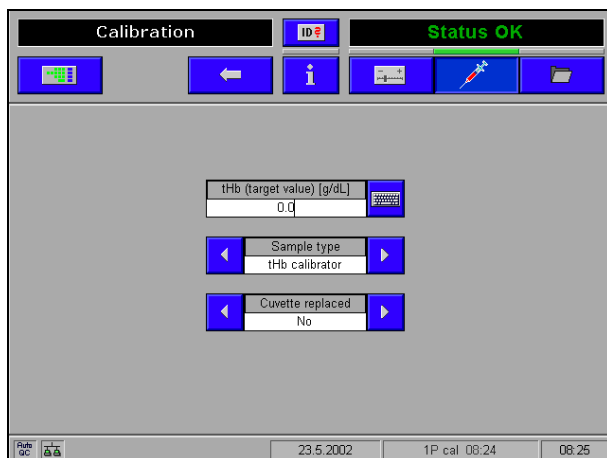 Calibration
ID?
Status OK
i
- +
tHb (target value) [g/dL]
0.0
Sample type
tHb calibrator
Cuvette replaced
No
Auto QC
23.5.2002
1P cal 08:24
08:25